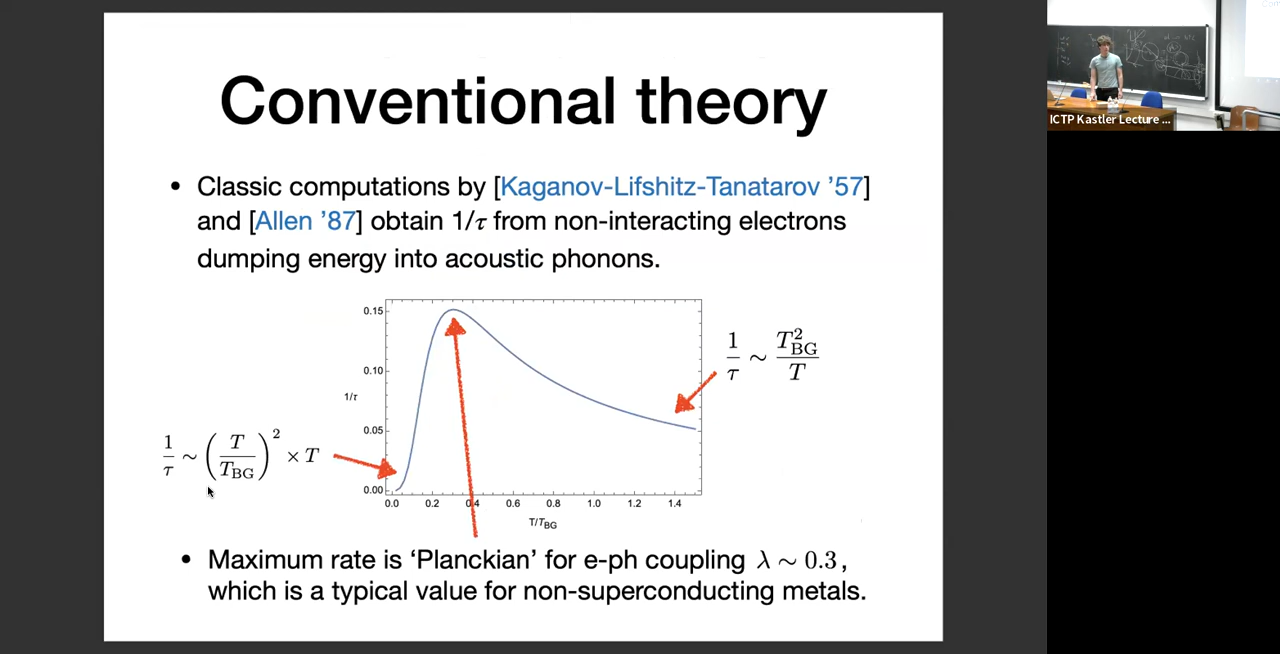 Conventional theory
• Classic computations by [Kaganov-Lifshitz-Tanatarov ’57]
and [Allen ’87] obtain 1/τ from non-interacting electrons
dumping energy into acoustic phonons.
0.15
0.10
0.05
0.00
1/τ
0.0 0.2 0.4 0.6 0.8 1.0 1.2 1.4
T/T_BG
1/τ ~ T_BG^2/T
1/τ ~ (T/T_BG)^2 × T
• Maximum rate is ‘Planckian’ for e-ph coupling λ ~ 0.3,
which is a typical value for non-superconducting metals.
ICTP Kastler Lecture ...